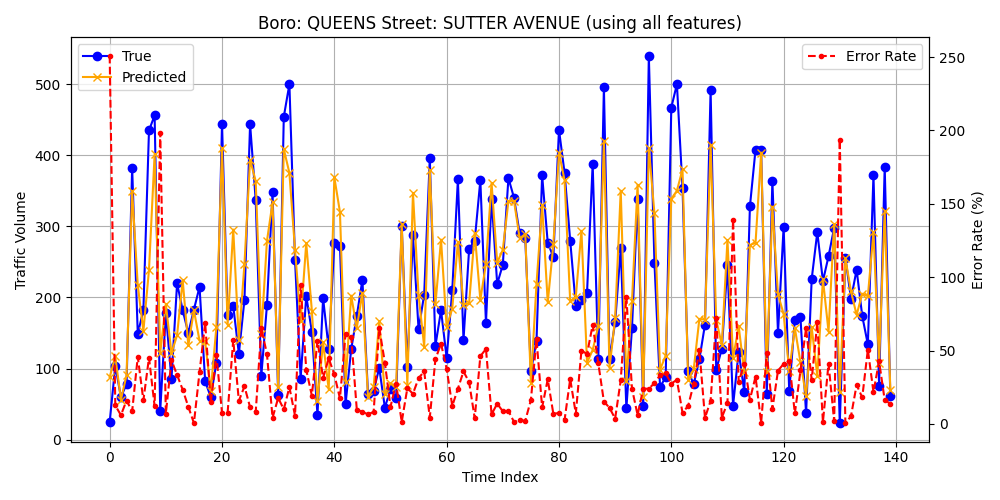 Boro: QUEENS Street: SUTTER AVENUE (using all features)
True
Predicted
Error Rate
Traffic Volume
0
100
200
300
400
500
0
50
100
150
200
250
Error Rate (%)
0 20 40 60 80 100 120 140
Time Index